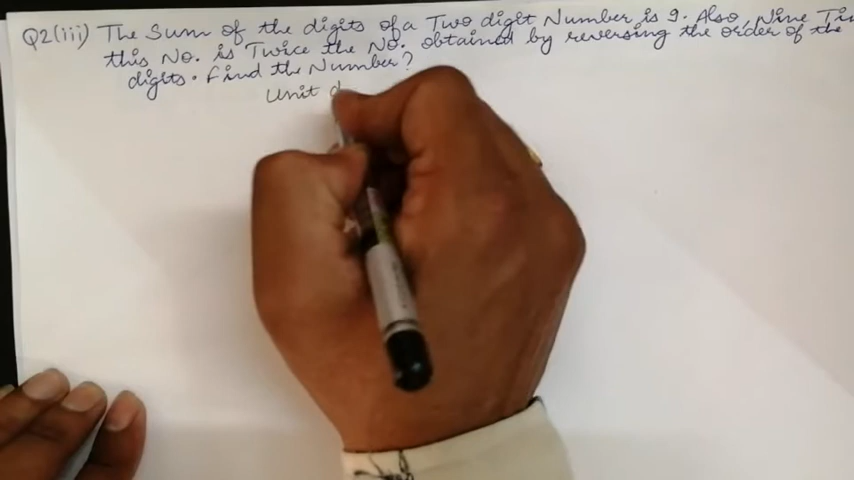 Q2(iii) The Sum of the digits of a Two digit Number is 9. Also, Nine
this No. is Twice the No. obtained by reversing the order of the
digits. Find the Number?
Unit d